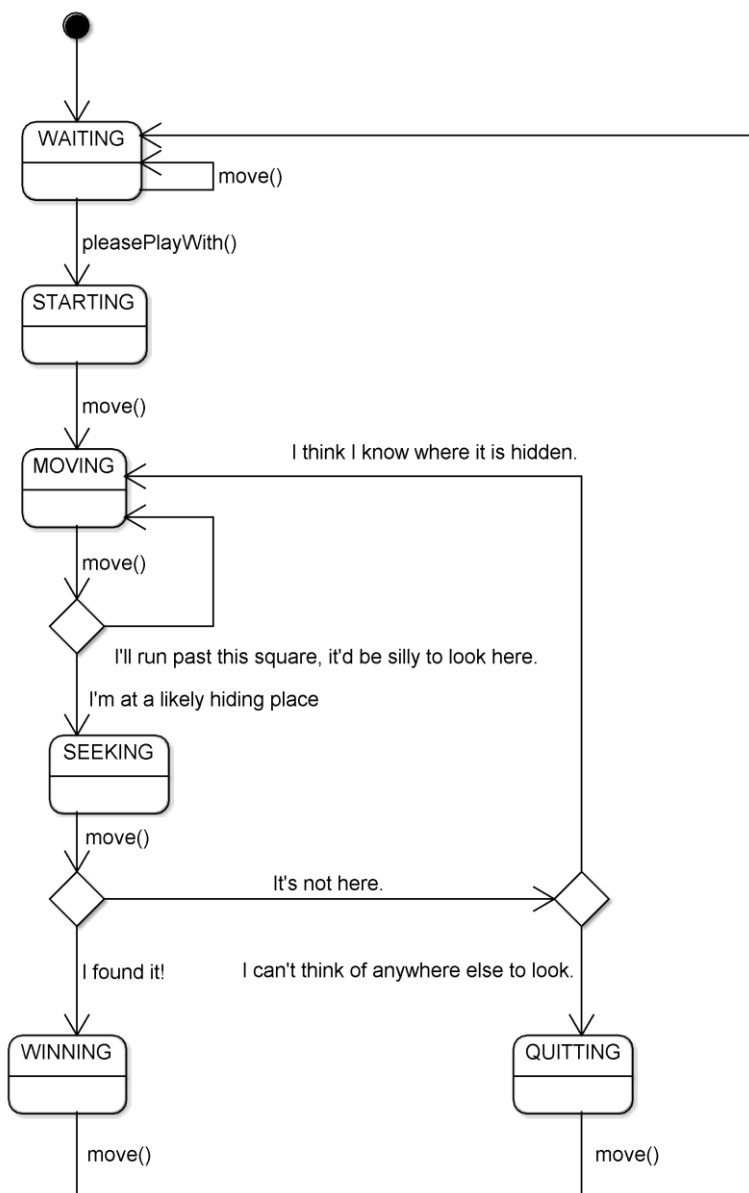 WAITING
move()
pleasePlayWith()
STARTING
move()
I think I know where it is hidden.
MOVING
move()
I'll run past this square, it'd be silly to look here.
I'm at a likely hiding place
SEEKING
move()
It's not here.
I found it!
I can't think of anywhere else to look.
WINNING
QUITTING
move()
move()